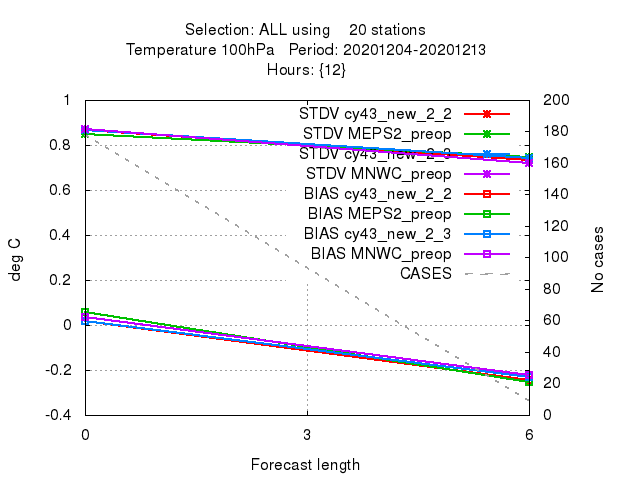 Selection: ALL using 20 stations
Temperature 100hPa Period: 20201204-20201213
Hours: {12}
1
0.8
0.6
0.4
0.2
0
-0.2
-0.4
deg C
STDV cy43_new_2_2
STDV MEPS2_preop
STDV cy43_new_2_3
STDV MNWC_preop
BIAS cy43_new_2_2
BIAS MEPS2_preop
BIAS cy43_new_2_3
BIAS MNWC_preop
CASES
200
180
160
140
120
100
80
60
40
20
0
No cases
0 3 6
Forecast length